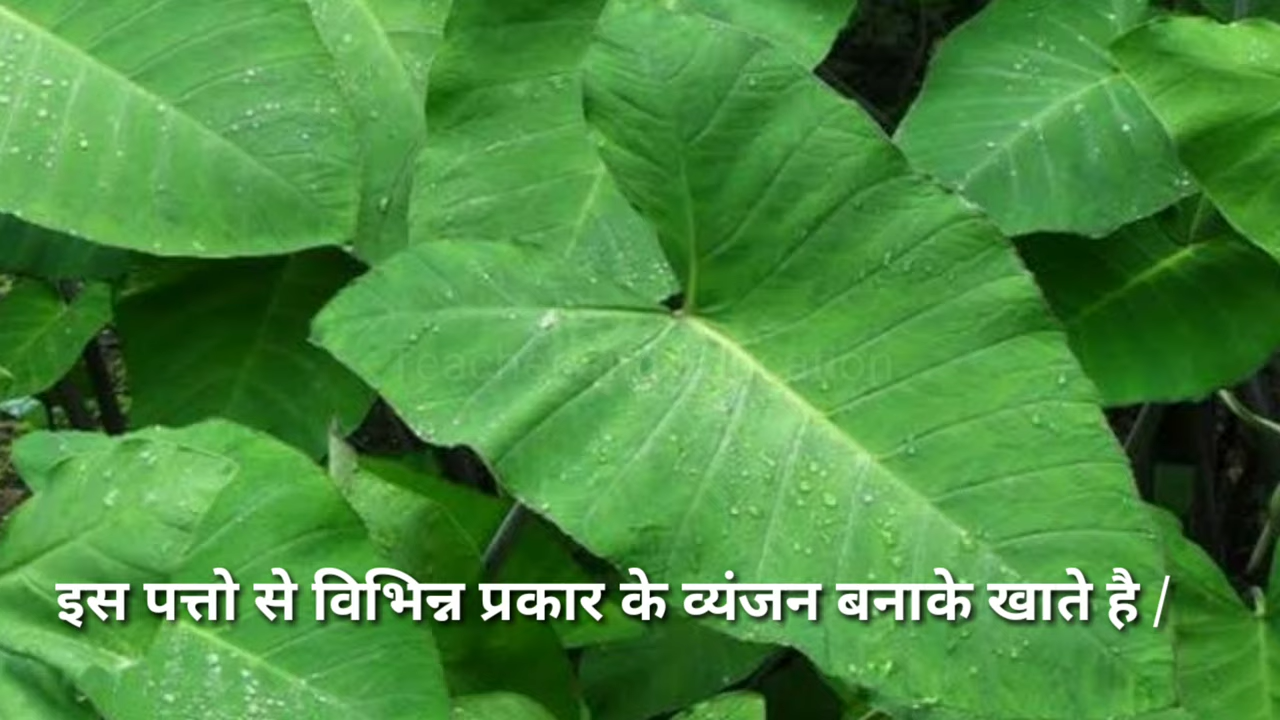 इस पत्तो से विभिन्न प्रकार के व्यंजन बनाके खाते है /